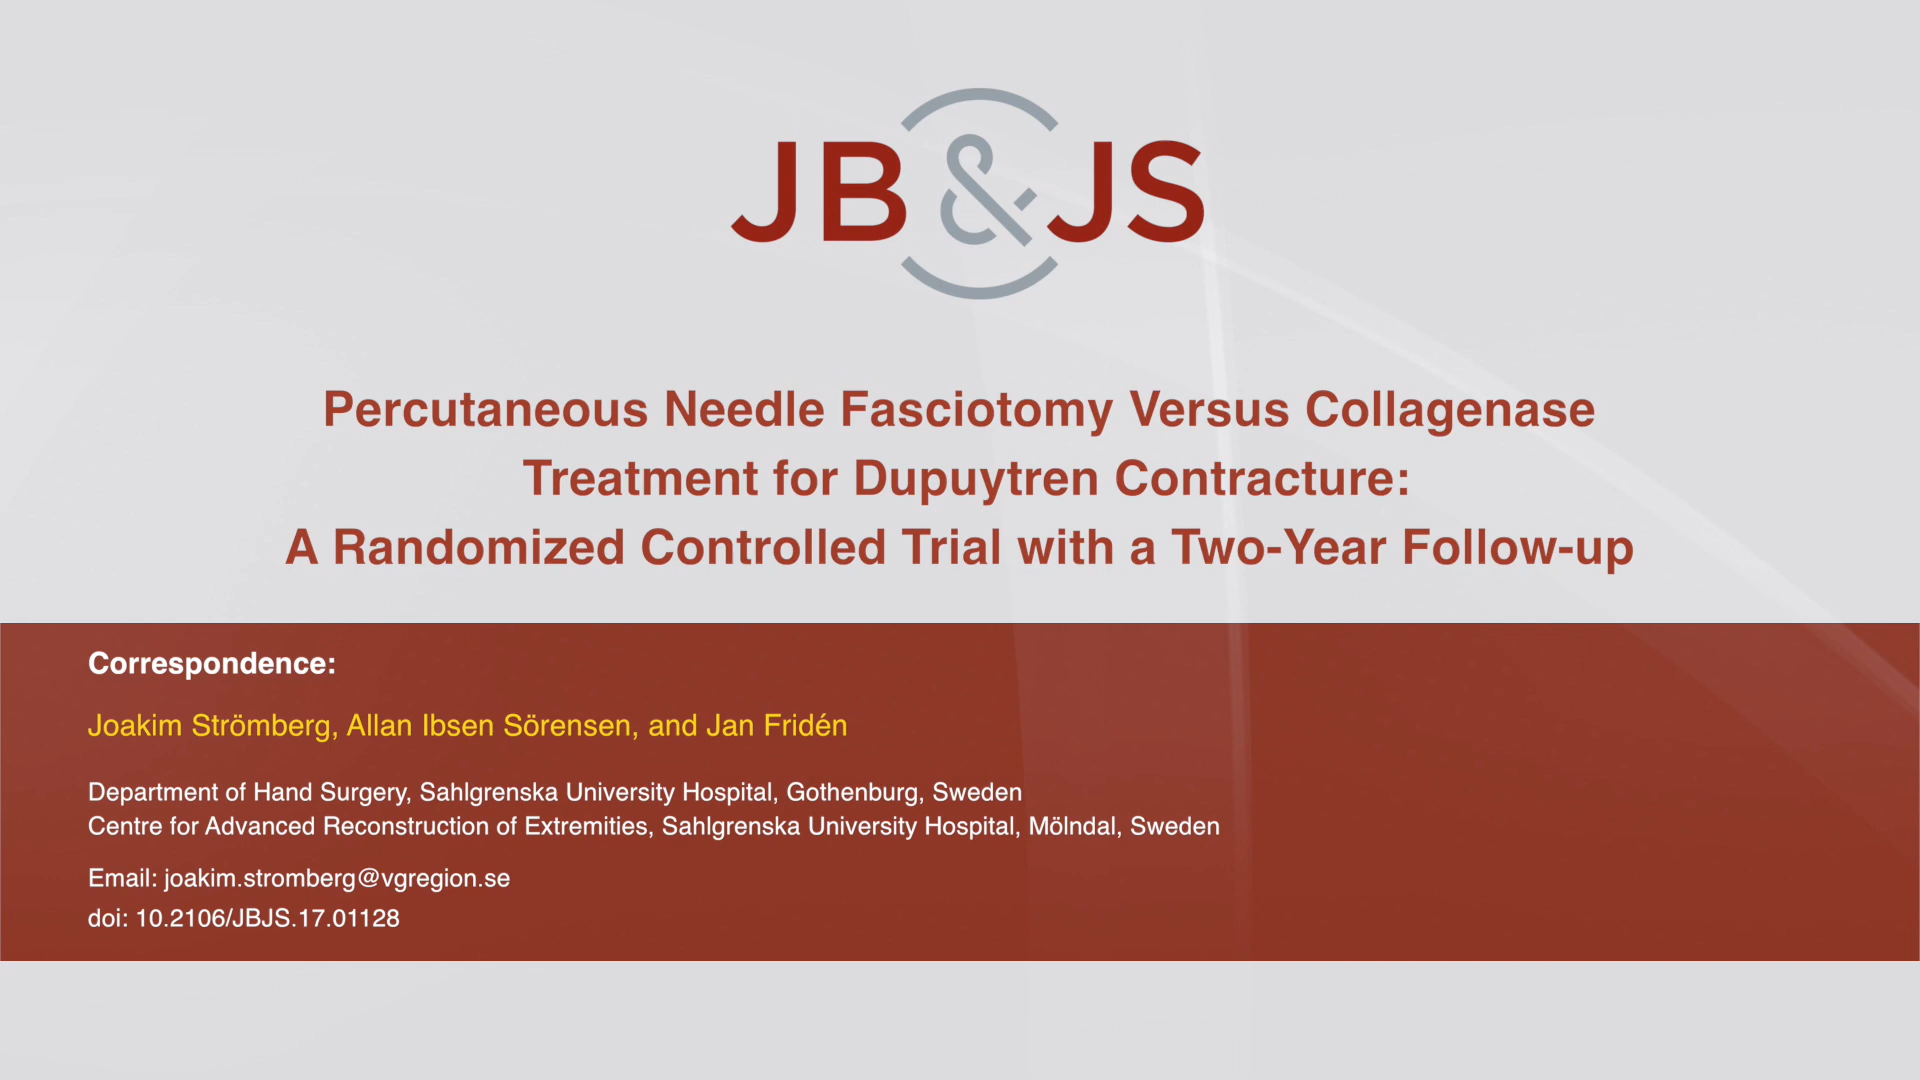 JB&JS
Percutaneous Needle Fasciotomy Versus Collagenase
Treatment for Dupuytren Contracture:
A Randomized Controlled Trial with a Two-Year Follow-up
Correspondence:
Joakim Strömberg, Allan Ibsen Sörensen, and Jan Fridén
Department of Hand Surgery, Sahlgrenska University Hospital, Gothenburg, Sweden
Centre for Advanced Reconstruction of Extremities, Sahlgrenska University Hospital, Mölndal, Sweden
Email: joakim.stromberg@vgregion.se
doi: 10.2106/JBJS.17.01128